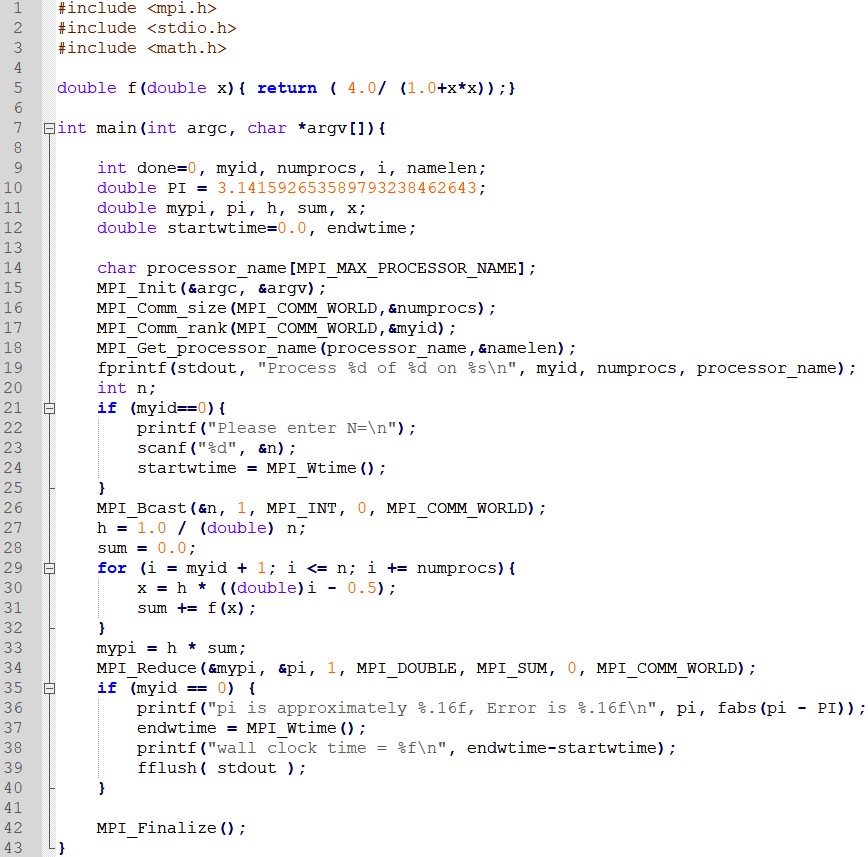 1 #include <mpi.h>
2 #include <stdio.h>
3 #include <math.h>
4
5 double f(double x){ return ( 4.0/ (1.0+x*x));}
6
7 int main(int argc, char *argv[]){
8
9     int done=0, myid, numprocs, i, namelen;
10     double PI = 3.141592653589793238462643;
11     double mypi, pi, h, sum, x;
12     double startwtime=0.0, endwtime;
13
14     char processor_name[MPI_MAX_PROCESSOR_NAME];
15     MPI_Init(&argc, &argv);
16     MPI_Comm_size(MPI_COMM_WORLD,&numprocs);
17     MPI_Comm_rank(MPI_COMM_WORLD,&myid);
18     MPI_Get_processor_name(processor_name,&namelen);
19     fprintf(stdout, "Process %d of %d on %s\n", myid, numprocs, processor_name);
20     int n;
21     if (myid==0){
22         printf("Please enter N=\n");
23         scanf("%d", &n);
24         startwtime = MPI_Wtime();
25     }
26     MPI_Bcast(&n, 1, MPI_INT, 0, MPI_COMM_WORLD);
27     h = 1.0 / (double) n;
28     sum = 0.0;
29     for (i = myid + 1; i <= n; i += numprocs){
30         x = h * ((double)i - 0.5);
31         sum += f(x);
32     }
33     mypi = h * sum;
34     MPI_Reduce(&mypi, &pi, 1, MPI_DOUBLE, MPI_SUM, 0, MPI_COMM_WORLD);
35     if (myid == 0) {
36         printf("pi is approximately %.16f, Error is %.16f\n", pi, fabs(pi - PI));
37         endwtime = MPI_Wtime();
38         printf("wall clock time = %f\n", endwtime-startwtime);
39         fflush( stdout );
40     }
41
42     MPI_Finalize();
43 }